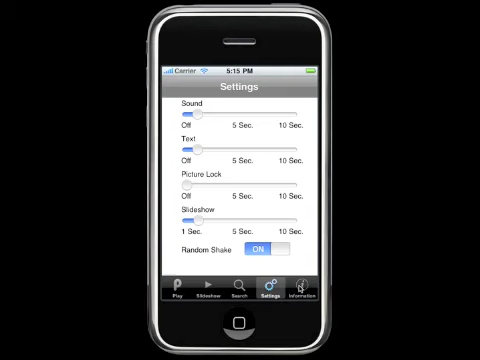 Carrier 5:15 PM
Settings
Sound
Off 5 Sec. 10 Sec.
Text
Off 5 Sec. 10 Sec.
Picture Lock
Off 5 Sec. 10 Sec.
Slideshow
1 Sec. 5 Sec. 10 Sec.
Random Shake ON
Play Slideshow Search Settings Information